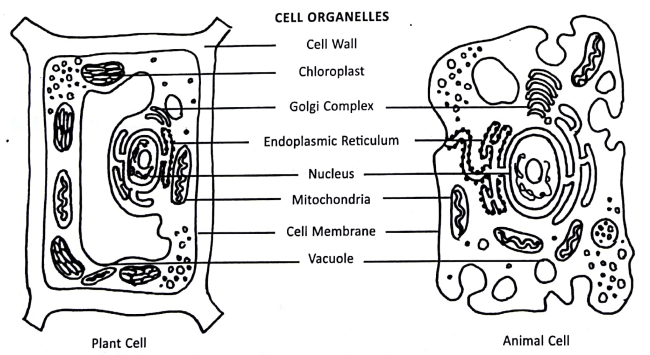 CELL ORGANELLES
Cell Wall
Chloroplast
Golgi Complex
Endoplasmic Reticulum
Nucleus
Mitochondria
Cell Membrane
Vacuole
Plant Cell
Animal Cell